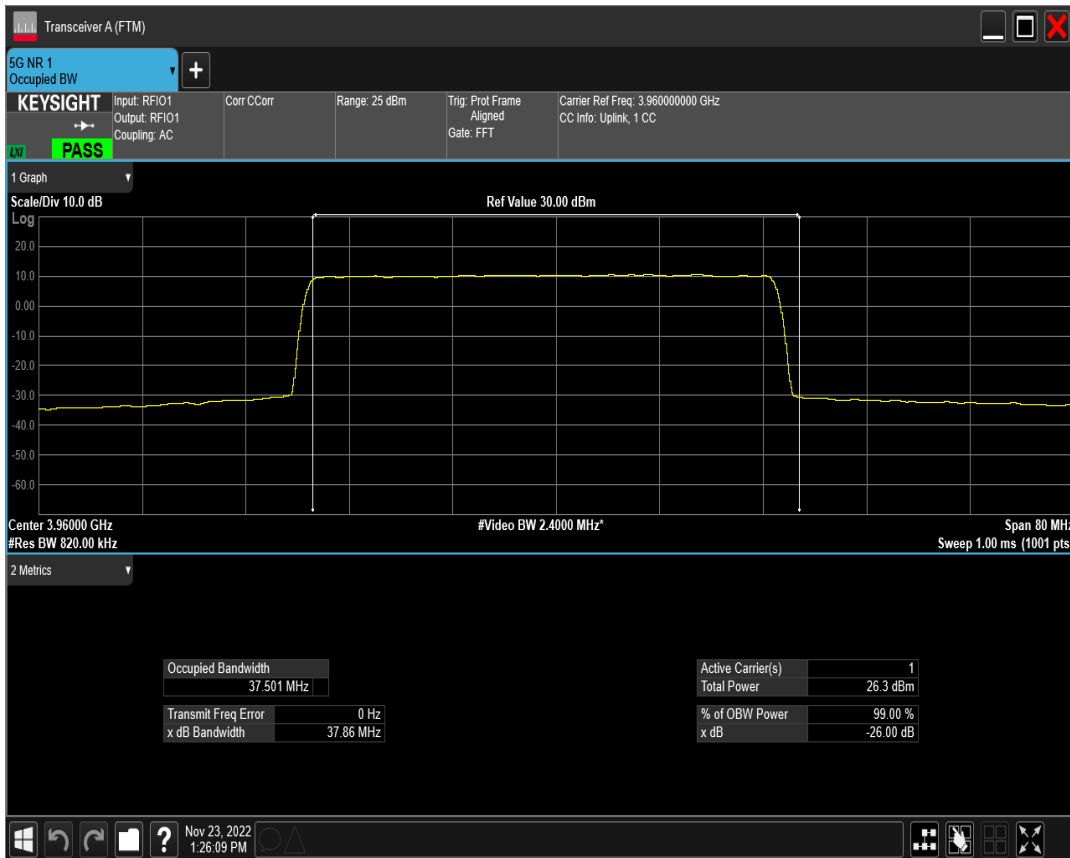 Transceiver A (FTM)
5G NR 1
Occupied BW
+
KEYSIGHT
LXI
PASS
Input: RFIO1
Output: RFIO1
Coupling: AC
Corr CCorr
Range: 25 dBm
Trig: Prot Frame
Aligned
Gate: FFT
Carrier Ref Freq: 3.960000000 GHz
CC Info: Uplink, 1 CC
1 Graph
Scale/Div 10.0 dB
Ref Value 30.00 dBm
Log
20.0
10.0
0.00
-10.0
-20.0
-30.0
-40.0
-50.0
-60.0
Center 3.96000 GHz
#Video BW 2.4000 MHz*
Span 80 MHz
#Res BW 820.00 kHz
Sweep 1.00 ms (1001 pts
2 Metrics
Occupied Bandwidth
37.501 MHz
Transmit Freq Error 0 Hz
x dB Bandwidth 37.86 MHz
Active Carrier(s) 1
Total Power 26.3 dBm
% of OBW Power 99.00 %
x dB -26.00 dB
?
Nov 23, 2022
1:26:09 PM